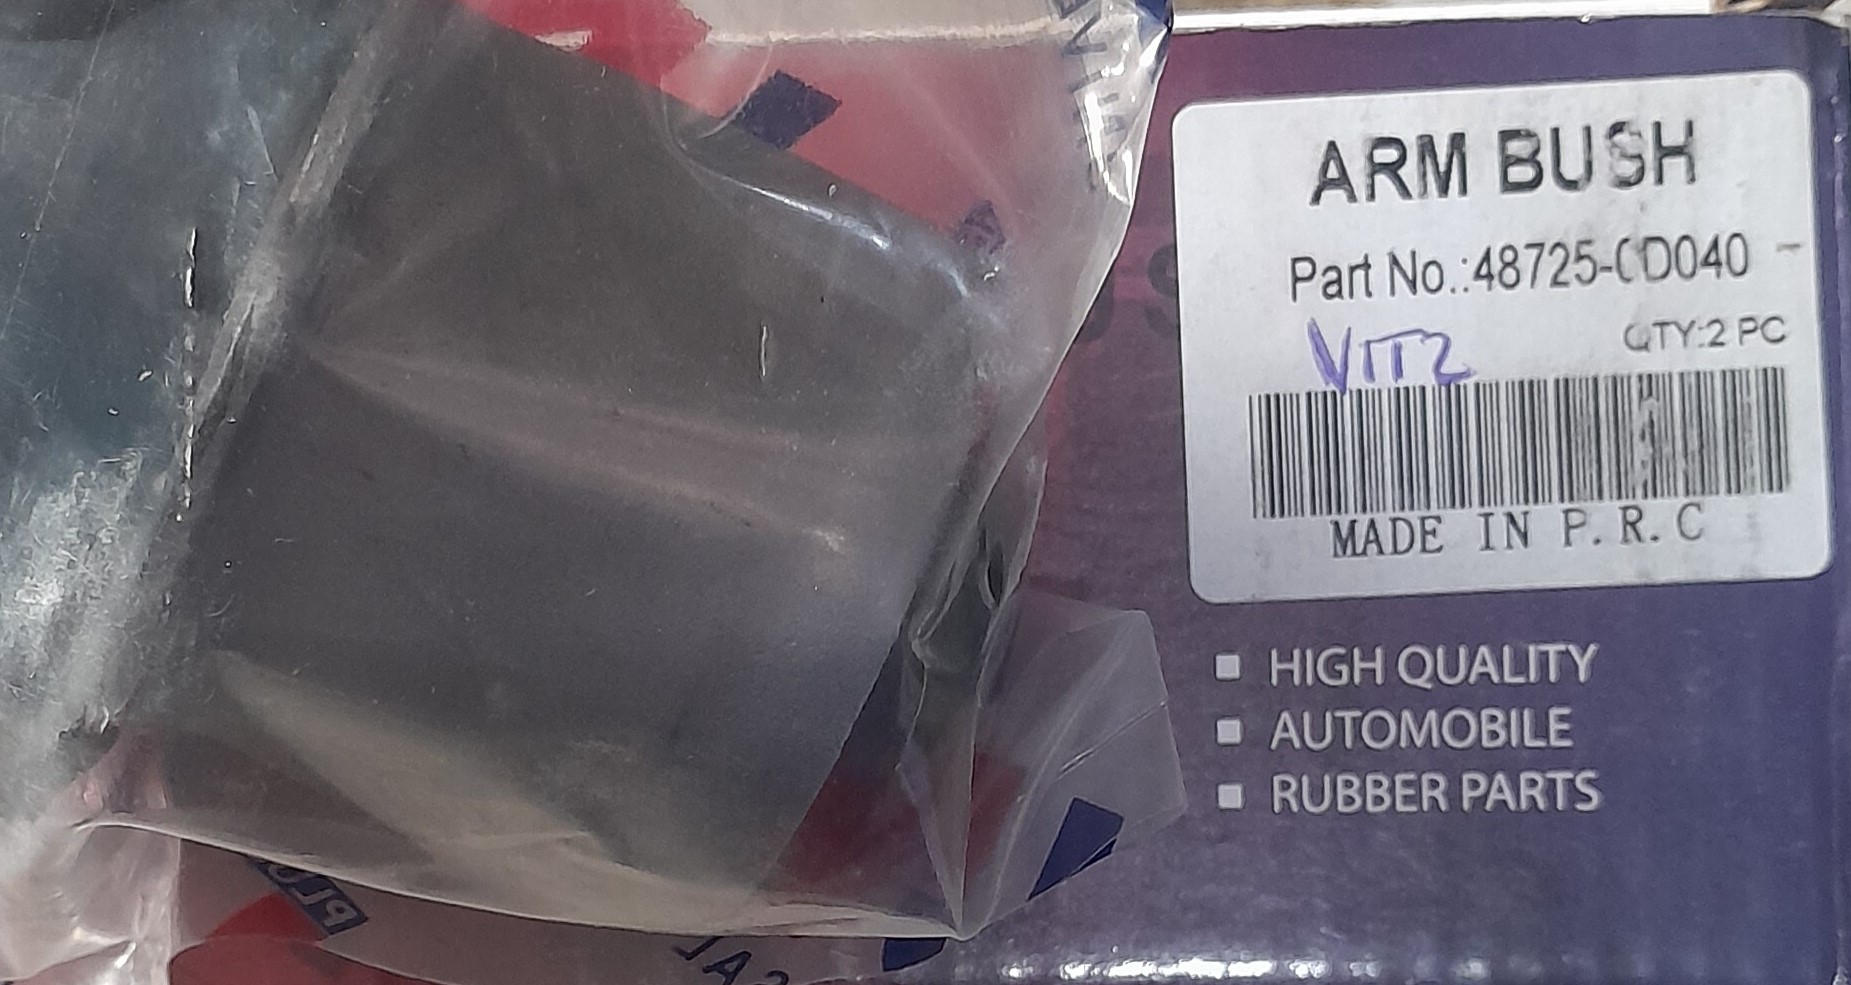 ARM BUSH
Part No.:48725-0D040 -
VITZ
QTY:2 PC
MADE IN P.R.C
HIGH QUALITY
AUTOMOBILE
RUBBER PARTS